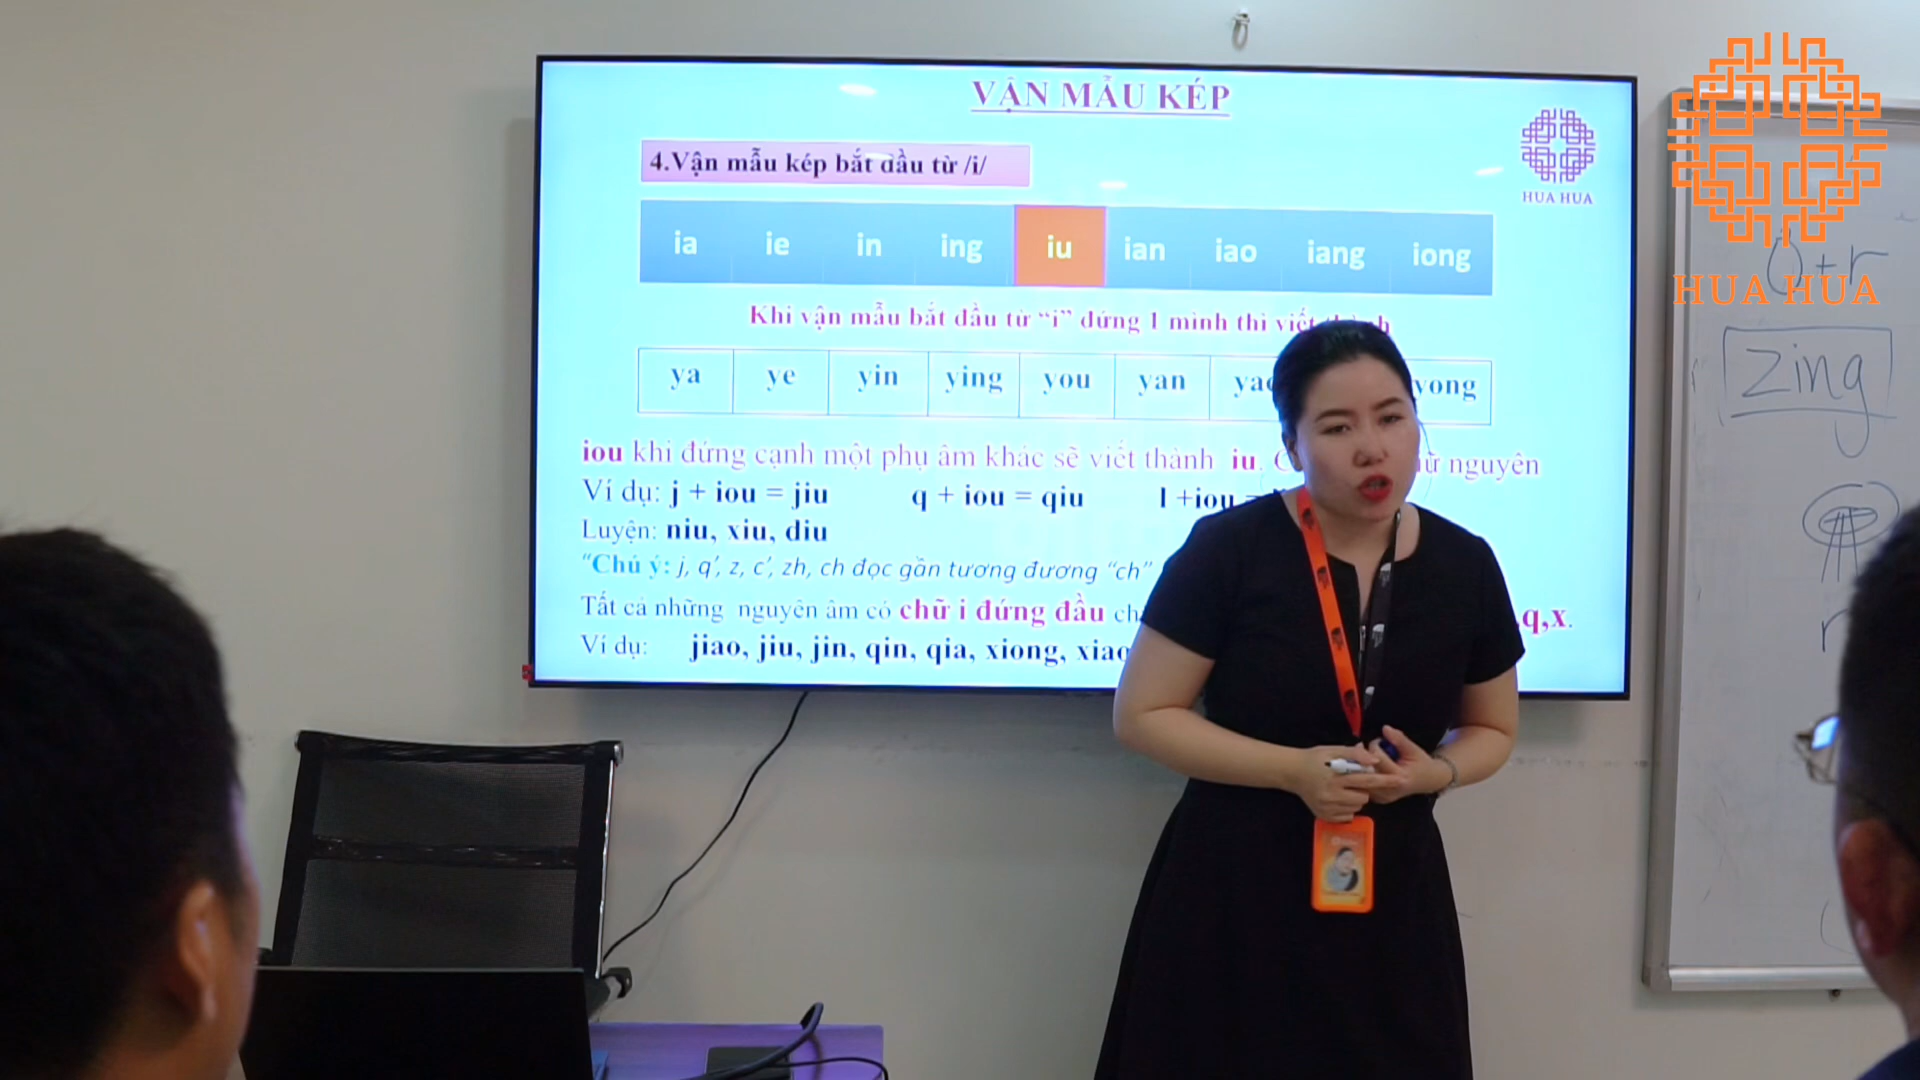 VẬN MẪU KÉP
4.Vận mẫu kép bắt đầu từ /i/
HUA HUA
ia ie in ing iu ian iao iang iong
Khi vận mẫu bắt đầu từ “i” đứng 1 mình thì viết
ya ye yin ying you yan yong
iou khi đứng cạnh một phụ âm khác sẽ viết thành iu. nguyên
Ví dụ: j + iou = jiu q + iou = qiu l +iou =
Luyện: niu, xiu, diu
“Chú ý: j, q’, z, c’, zh, ch đọc gần tương đương “ch”
Tất cả những nguyên âm có chữ i đứng đầu q,x.
Ví dụ: jiao, jiu, jin, qin, qia, xiong, xiao
HUA HUA
zing